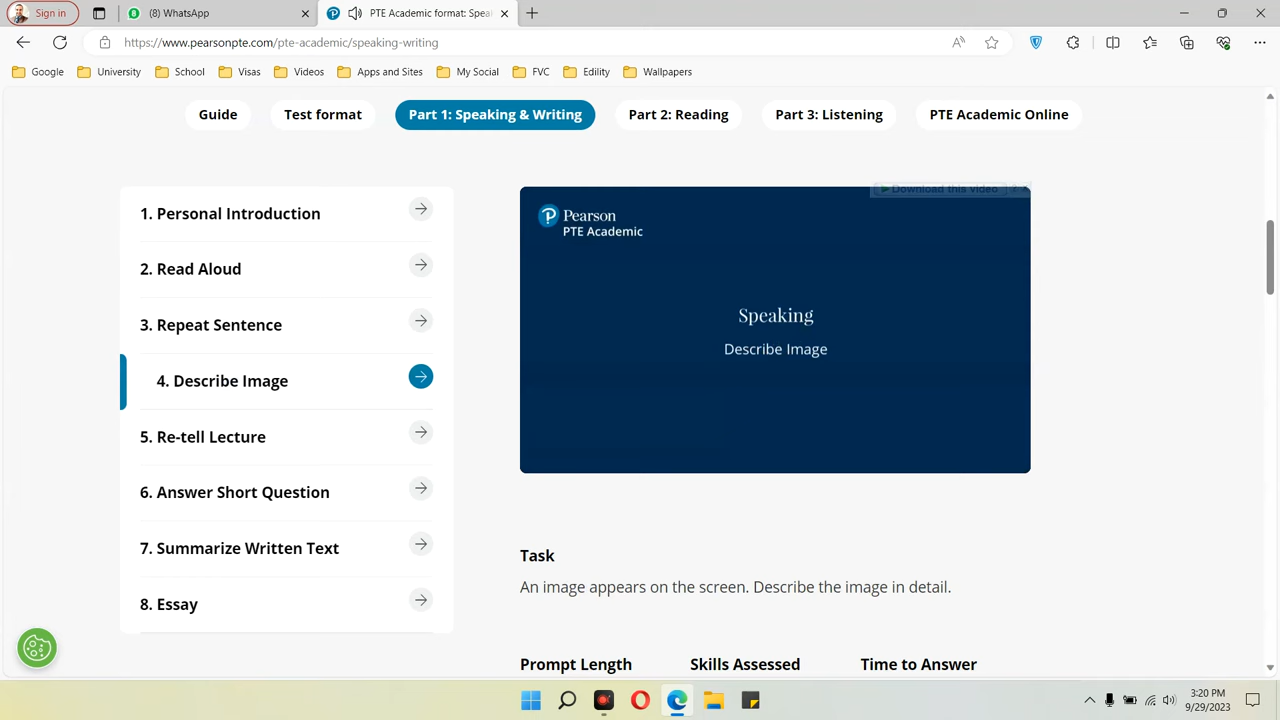 Sign in
(8) WhatsApp
PTE Academic format: Speak
https://www.pearsonpte.com/pte-academic/speaking-writing
Google
University
School
Visas
Videos
Apps and Sites
My Social
FVC
Edility
Wallpapers
Guide
Test format
Part 1: Speaking & Writing
Part 2: Reading
Part 3: Listening
PTE Academic Online
1. Personal Introduction
2. Read Aloud
3. Repeat Sentence
4. Describe Image
5. Re-tell Lecture
6. Answer Short Question
7. Summarize Written Text
8. Essay
Download this video ? x
Pearson
PTE Academic
Speaking
Describe Image
Task
An image appears on the screen. Describe the image in detail.
Prompt Length
Skills Assessed
Time to Answer
3:20 PM
9/29/2023